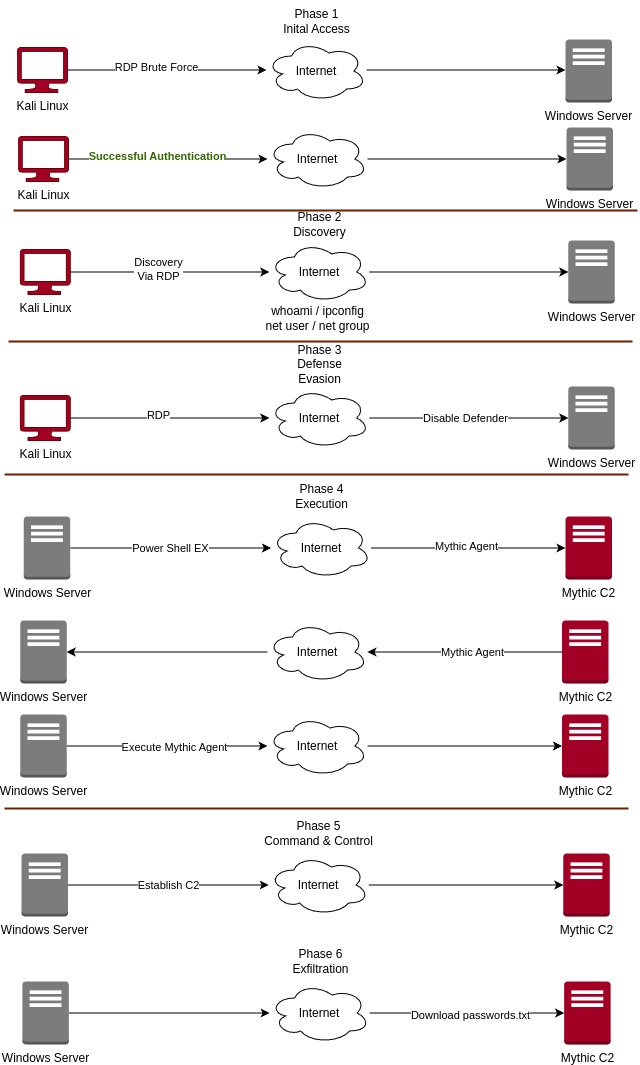 Phase 1
Inital Access
RDP Brute Force
Internet
Kali Linux
Windows Server
Successful Authentication
Internet
Kali Linux
Windows Server
Phase 2
Discovery
Discovery
Via RDP
Internet
Kali Linux
whoami / ipconfig
net user / net group
Windows Server
Phase 3
Defense
Evasion
RDP
Internet
Disable Defender
Kali Linux
Windows Server
Phase 4
Execution
Power Shell EX
Internet
Mythic Agent
Windows Server
Mythic C2
Internet
Mythic Agent
Windows Server
Mythic C2
Execute Mythic Agent
Internet
Windows Server
Mythic C2
Phase 5
Command & Control
Establish C2
Internet
Windows Server
Mythic C2
Phase 6
Exfiltration
Internet
Download passwords.txt
Windows Server
Mythic C2